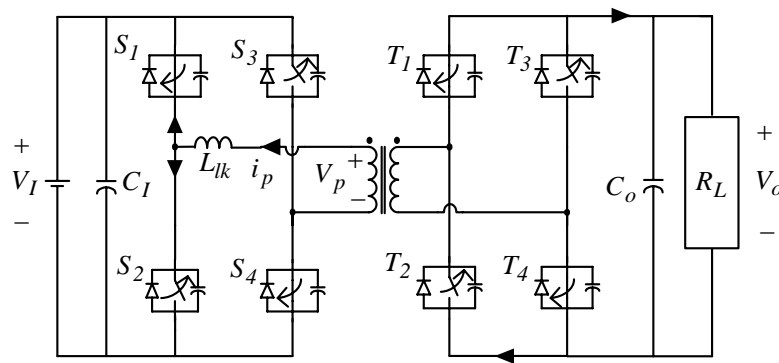 S1
S3
T1
T3
+
VI
−
CI
Llk
ip
Vp
+
−
Co
RL
+
Vo
−
S2
S4
T2
T4